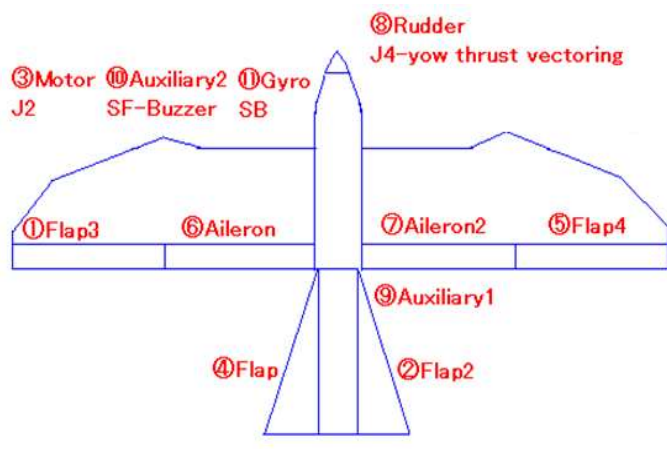 ⑧Rudder
J4-yow thrust vectoring
③Motor ⑩Auxiliary2 ⑪Gyro
J2 SF-Buzzer SB
①Flap3 ⑥Aileron ⑦Aileron2 ⑤Flap4
⑨Auxiliary1
④Flap ②Flap2